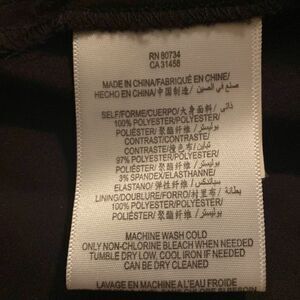 RN 80734
CA 31458
MADE IN CHINA/FABRIQUÉ EN CHINE/
HECHO EN CHINA/中国制造/ صنع في الصين
SELF/FORME/CUERPO/大身面料/ ذاتي
100% POLYESTER/POLYESTER/
POLIÉSTER/聚酯纤维/ بوليستر
CONTRAST/CONTRASTE/
CONTRASTE/撞色布/ تباين
97% POLYESTER/POLYESTER/
POLIÉSTER/聚酯纤维/ بوليستر
3% SPANDEX/ELASTHANNE/
ELASTANO/弹性纤维/ سباندكس
LINING/DOUBLURE/FORRO/衬里布/ بطانة
100% POLYESTER/POLYESTER/
POLIÉSTER/聚酯纤维/ بوليستر
MACHINE WASH COLD
ONLY NON-CHLORINE BLEACH WHEN NEEDED
TUMBLE DRY LOW, COOL IRON IF NEEDED
CAN BE DRY CLEANED
LAVAGE EN MACHINE A L'EAU FROIDE